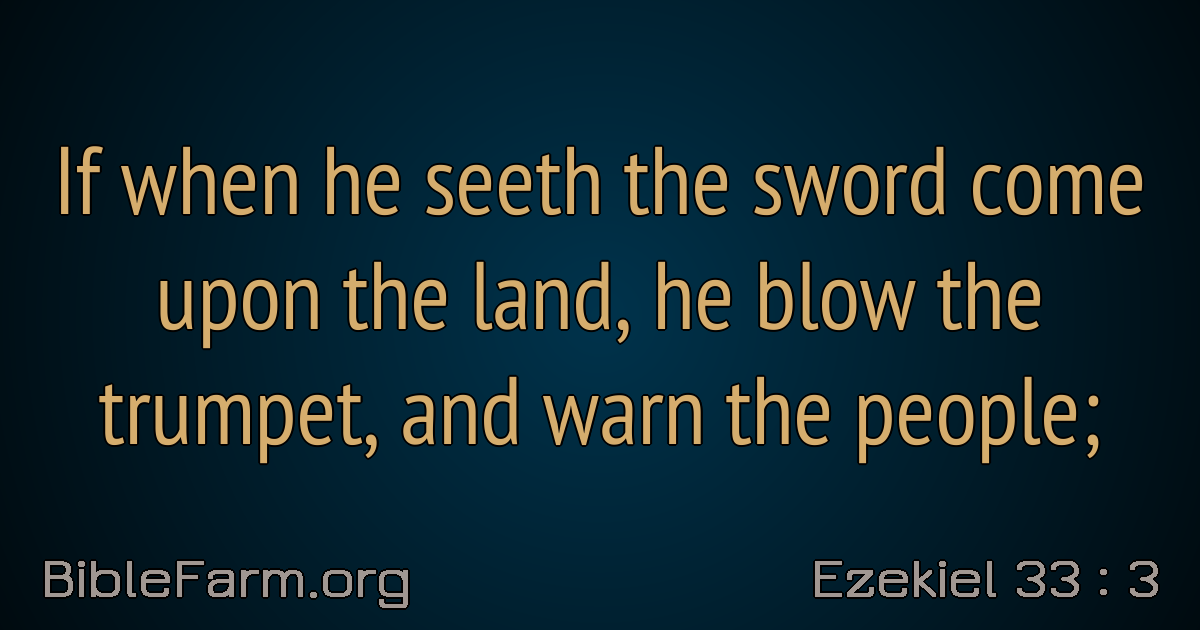 If when he seeth the sword come
upon the land, he blow the
trumpet, and warn the people;
BibleFarm.org
Ezekiel 33 : 3